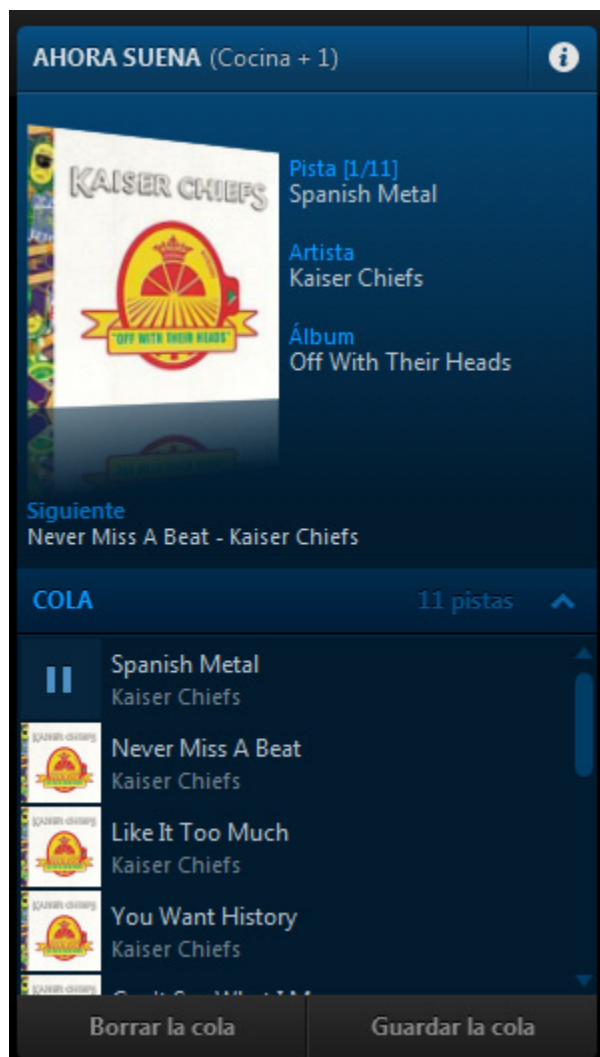 AHORA SUENA (Cocina + 1)
KAISER CHIEFS
"OFF WITH THEIR HEADS"
Pista [1/11]
Spanish Metal
Artista
Kaiser Chiefs
Álbum
Off With Their Heads
Siguiente
Never Miss A Beat - Kaiser Chiefs
COLA
11 pistas
Spanish Metal
Kaiser Chiefs
Never Miss A Beat
Kaiser Chiefs
Like It Too Much
Kaiser Chiefs
You Want History
Kaiser Chiefs
Borrar la cola
Guardar la cola